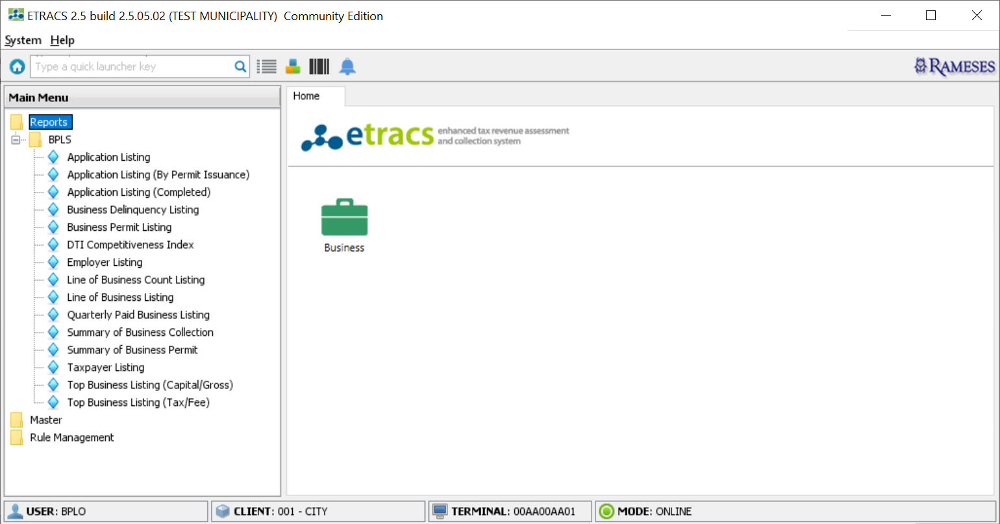 ETRACS 2.5 build 2.5.05.02 (TEST MUNICIPALITY)  Community Edition
System Help
Type a quick launcher key
RAMESES
Main Menu
Reports
BPLS
Application Listing
Application Listing (By Permit Issuance)
Application Listing (Completed)
Business Delinquency Listing
Business Permit Listing
DTI Competitiveness Index
Employer Listing
Line of Business Count Listing
Line of Business Listing
Quarterly Paid Business Listing
Summary of Business Collection
Summary of Business Permit
Taxpayer Listing
Top Business Listing (Capital/Gross)
Top Business Listing (Tax/Fee)
Master
Rule Management
Home
etracs
enhanced tax revenue assessment
and collection system
Business
USER: BPLO
CLIENT: 001 - CITY
TERMINAL: 00AA00AA01
MODE: ONLINE